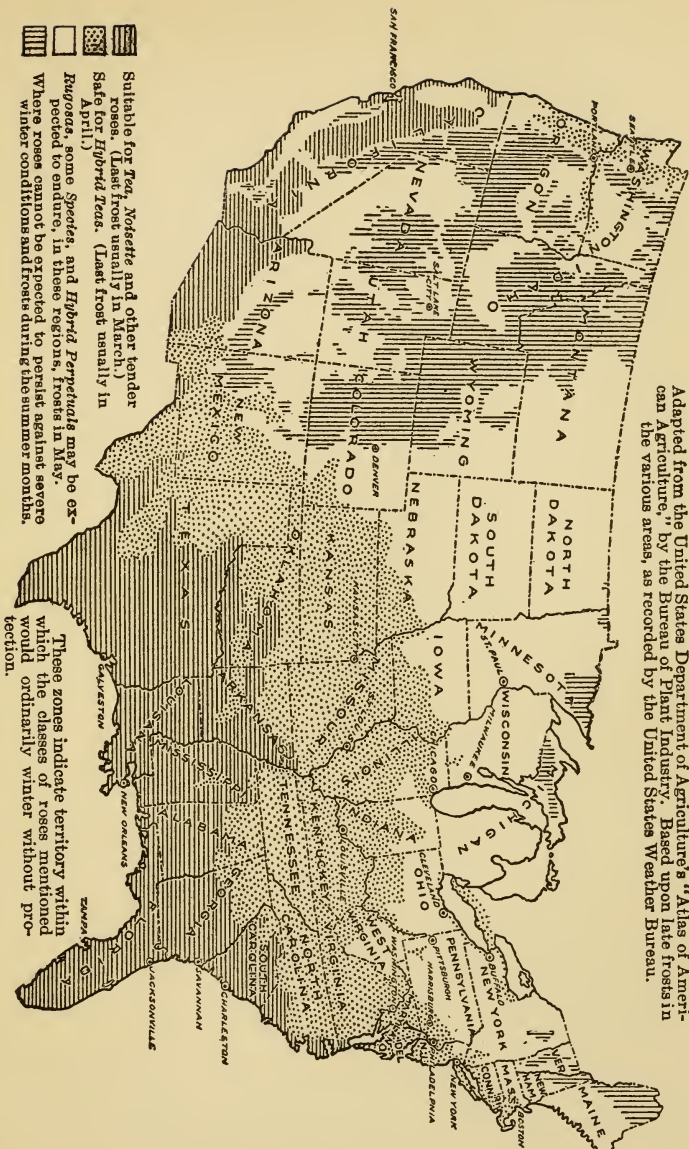 Adapted from the United States Department of Agriculture's "Atlas of Ameri-
can Agriculture," by the Bureau of Plant Industry. Based upon late frosts in
the various areas, as recorded by the United States Weather Bureau.
WASHINGTON
SEATTLE
PORTLAND
OREGON
IDAHO
MONTANA
NORTH
DAKOTA
SOUTH
DAKOTA
MINNESOTA
ST. PAUL
WISCONSIN
MILWAUKEE
MICHIGAN
MAINE
VER
NEW
HAM
MASS
BOSTON
CONN
NEW YORK
NEW YORK
BUFFALO
SAN FRANCISCO
CALIFORNIA
NEVADA
UTAH
SALT LAKE
CITY
WYOMING
COLORADO
DENVER
NEBRASKA
KANSAS
KANSAS CITY
IOWA
MISSOURI
ILLINOIS
CHICAGO
INDIANA
OHIO
CLEVELAND
PENNSYLVANIA
PITTSBURGH
HARRISBURG
PHILADELPHIA
DEL
WEST
VIRGINIA
VIRGINIA
KENTUCKY
LOUISVILLE
TENNESSEE
NORTH
CAROLINA
SOUTH
CAROLINA
ARIZONA
NEW
MEXICO
TEXAS
OKLAHOMA
ARKANSAS
LOUISIANA
MISSISSIPPI
ALABAMA
GEORGIA
FLORIDA
GALVESTON
NEW ORLEANS
TAMPA
JACKSONVILLE
SAVANNAH
CHARLESTON
Suitable for Tea, Noisette and other tender
roses. (Last frost usually in March.)
Safe for Hybrid Teas. (Last frost usually in
April.)
Rugosas, some Species, and Hybrid Perpetuals may be ex-
pected to endure, in these regions, frosts in May.
Where roses cannot be expected to persist against severe
winter conditions and frosts during the summer months.
These zones indicate territory within
which the classes of roses mentioned
would ordinarily winter without pro-
tection.